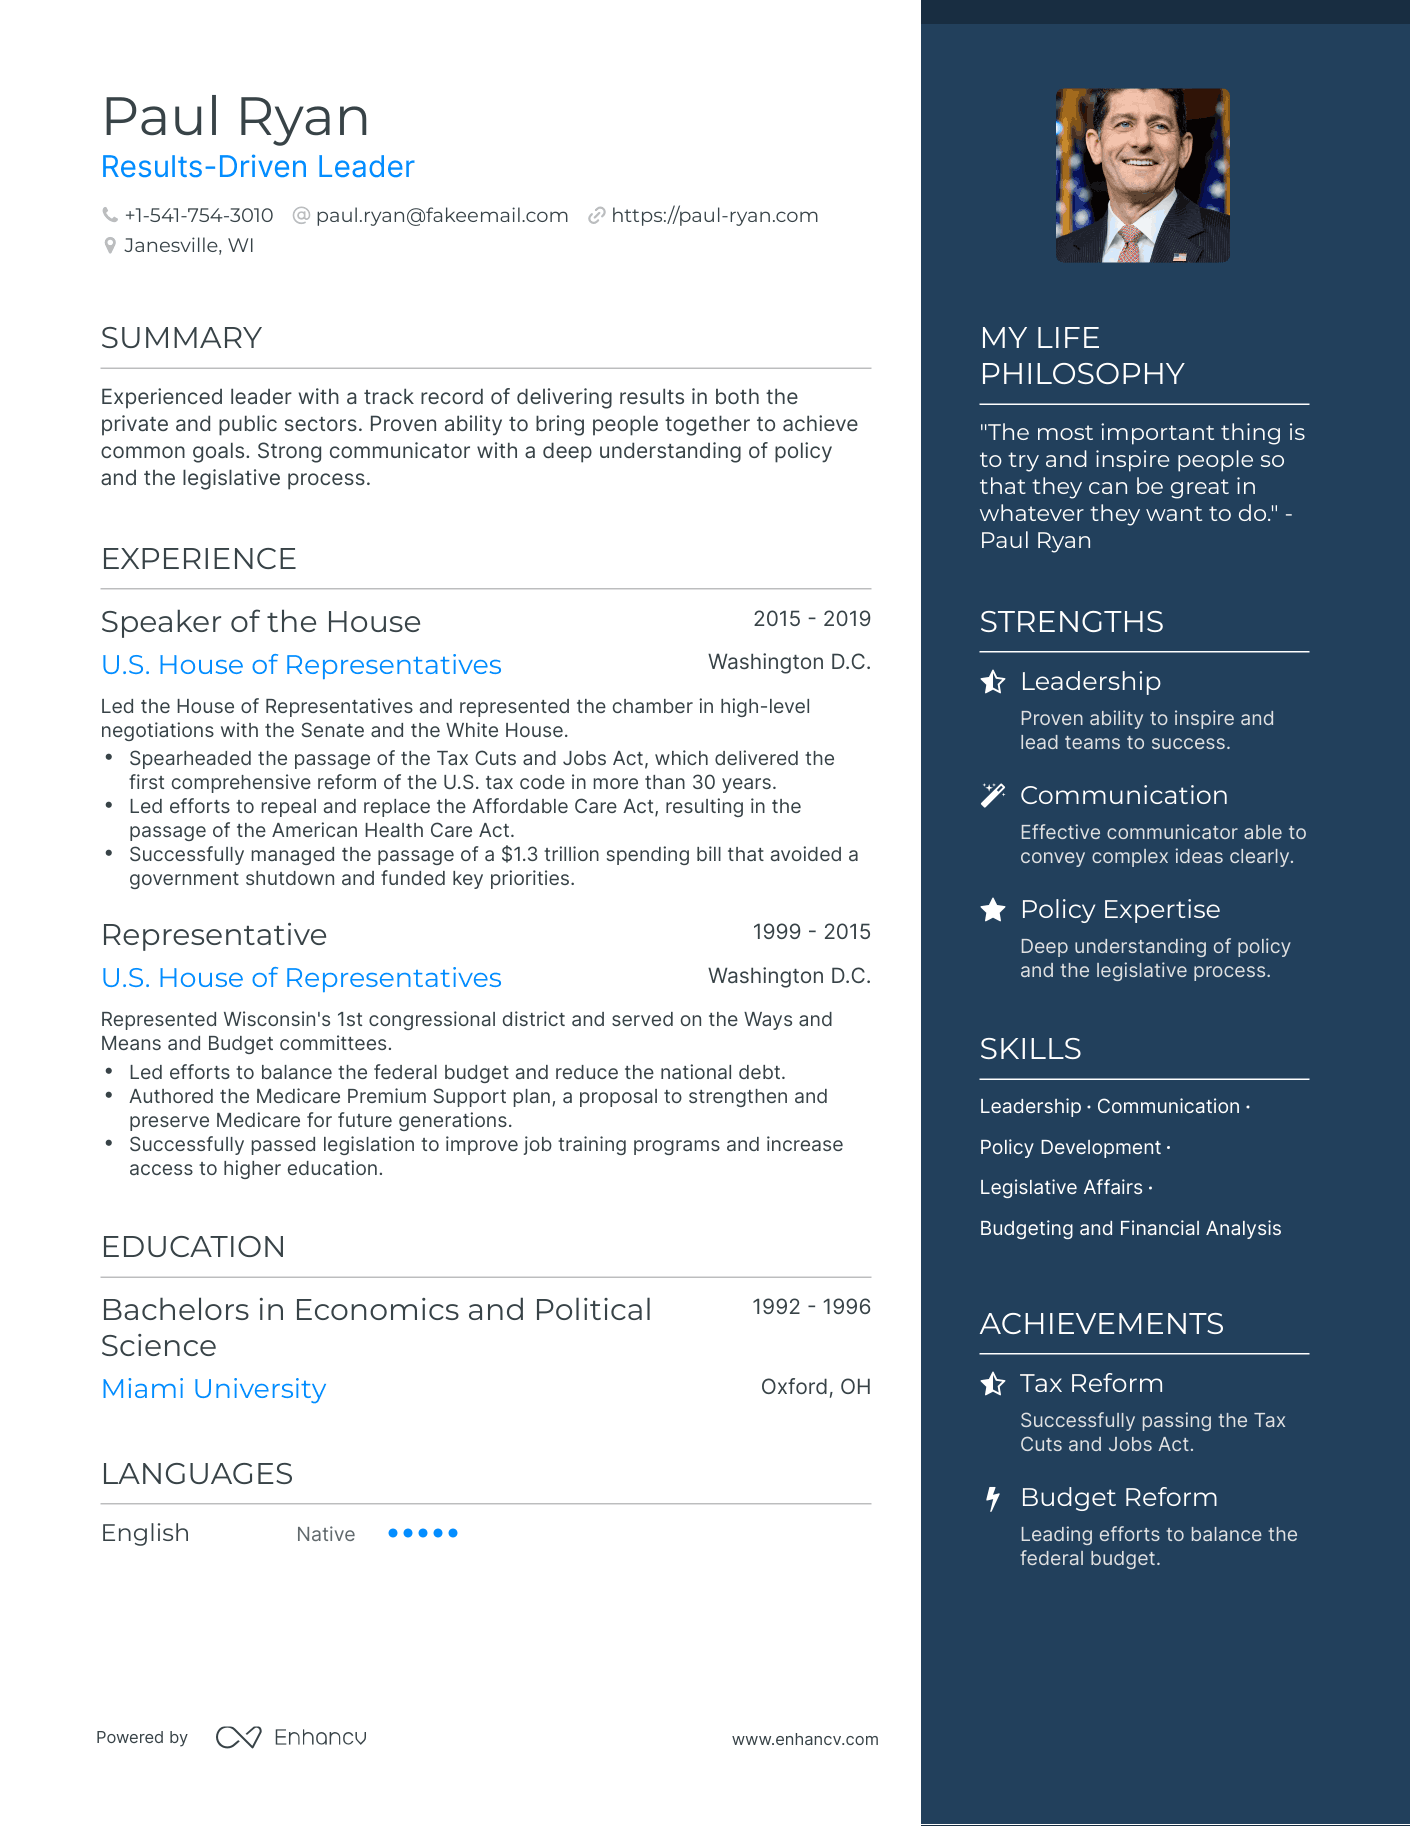 Paul Ryan
Results-Driven Leader
+1-541-754-3010 paul.ryan@fakeemail.com https://paul-ryan.com
Janesville, WI
SUMMARY
Experienced leader with a track record of delivering results in both the
private and public sectors. Proven ability to bring people together to achieve
common goals. Strong communicator with a deep understanding of policy
and the legislative process.
EXPERIENCE
Speaker of the House 2015 - 2019
U.S. House of Representatives Washington D.C.
Led the House of Representatives and represented the chamber in high-level
negotiations with the Senate and the White House.
• Spearheaded the passage of the Tax Cuts and Jobs Act, which delivered the
first comprehensive reform of the U.S. tax code in more than 30 years.
• Led efforts to repeal and replace the Affordable Care Act, resulting in the
passage of the American Health Care Act.
• Successfully managed the passage of a $1.3 trillion spending bill that avoided a
government shutdown and funded key priorities.
Representative 1999 - 2015
U.S. House of Representatives Washington D.C.
Represented Wisconsin's 1st congressional district and served on the Ways and
Means and Budget committees.
• Led efforts to balance the federal budget and reduce the national debt.
• Authored the Medicare Premium Support plan, a proposal to strengthen and
preserve Medicare for future generations.
• Successfully passed legislation to improve job training programs and increase
access to higher education.
EDUCATION
Bachelors in Economics and Political 1992 - 1996
Science
Miami University Oxford, OH
LANGUAGES
English Native
Powered by Enhancv www.enhancv.com
MY LIFE
PHILOSOPHY
"The most important thing is
to try and inspire people so
that they can be great in
whatever they want to do." -
Paul Ryan
STRENGTHS
Leadership
Proven ability to inspire and
lead teams to success.
Communication
Effective communicator able to
convey complex ideas clearly.
Policy Expertise
Deep understanding of policy
and the legislative process.
SKILLS
Leadership · Communication ·
Policy Development ·
Legislative Affairs ·
Budgeting and Financial Analysis
ACHIEVEMENTS
Tax Reform
Successfully passing the Tax
Cuts and Jobs Act.
Budget Reform
Leading efforts to balance the
federal budget.